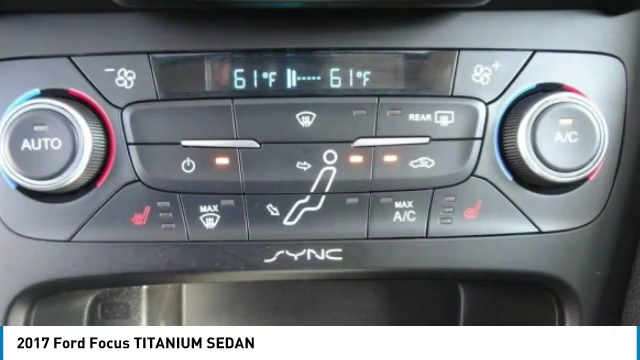 61°F 61°F
REAR
AUTO
A/C
MAX
MAX
A/C
SYNC
2017 Ford Focus TITANIUM SEDAN